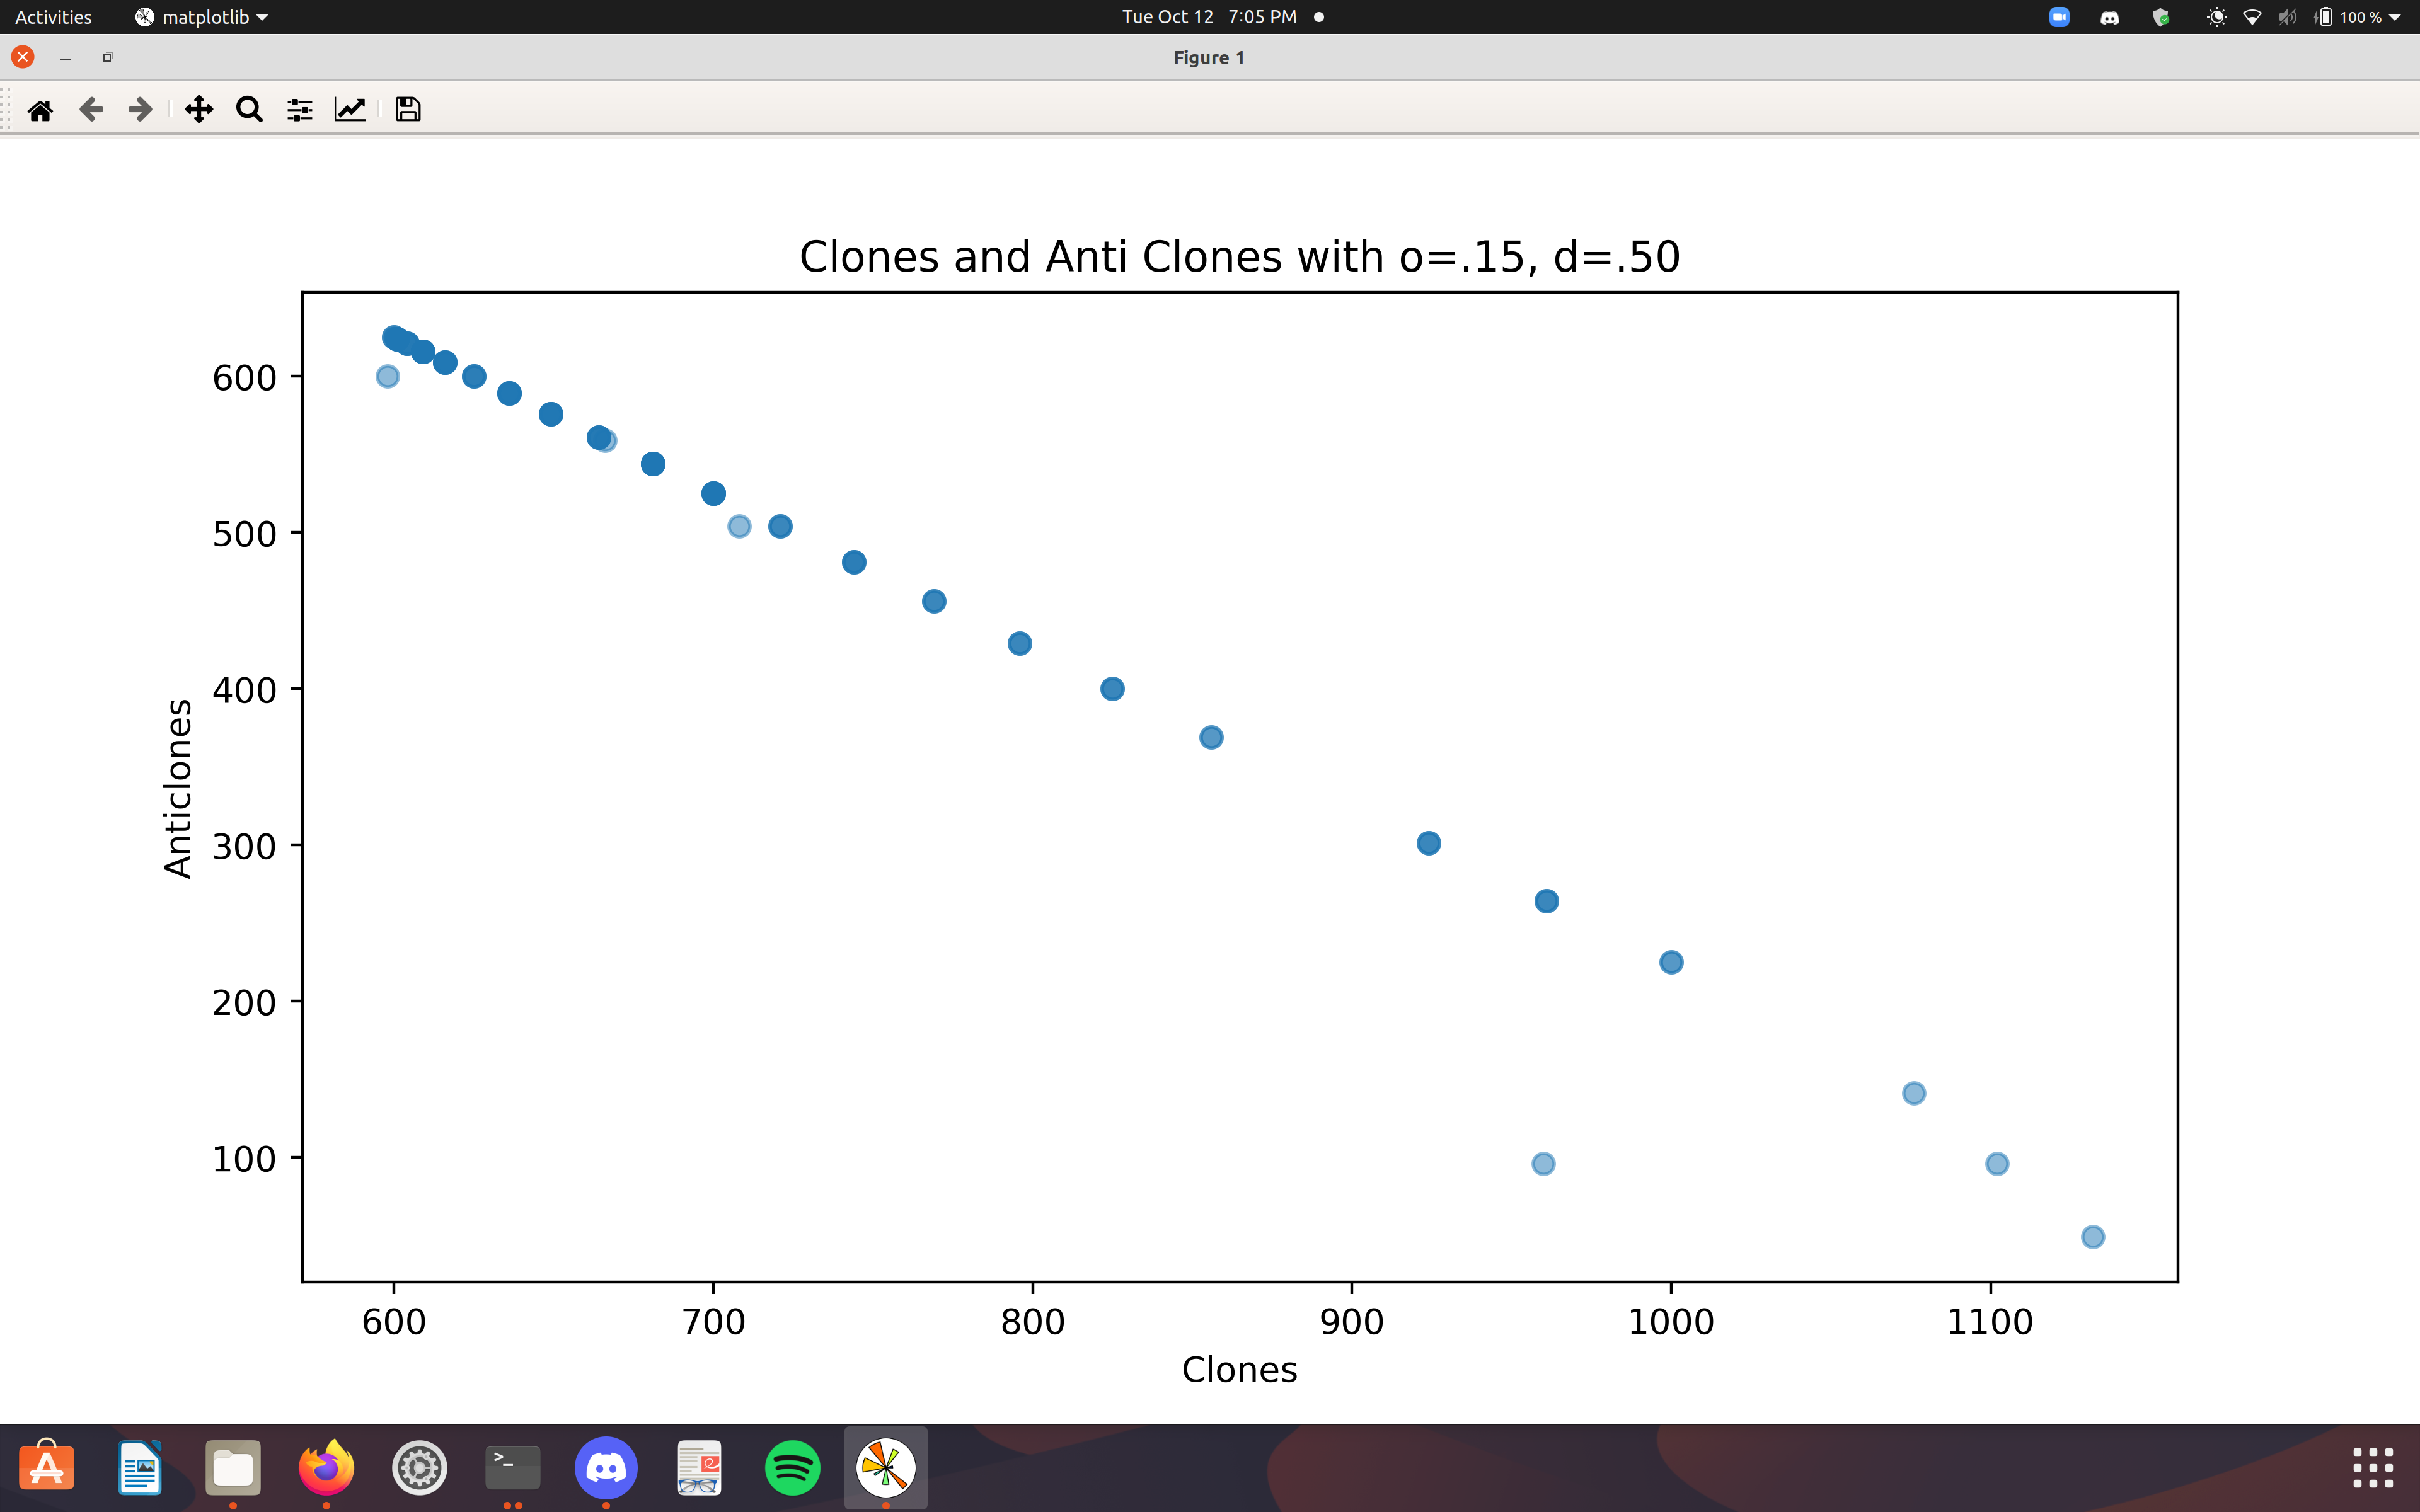 Activities
matplotlib
Tue Oct 12 7:05 PM
100 %
Figure 1
Clones and Anti Clones with o=.15, d=.50
600
500
400
300
200
100
Anticlones
600 700 800 900 1000 1100
Clones
>_